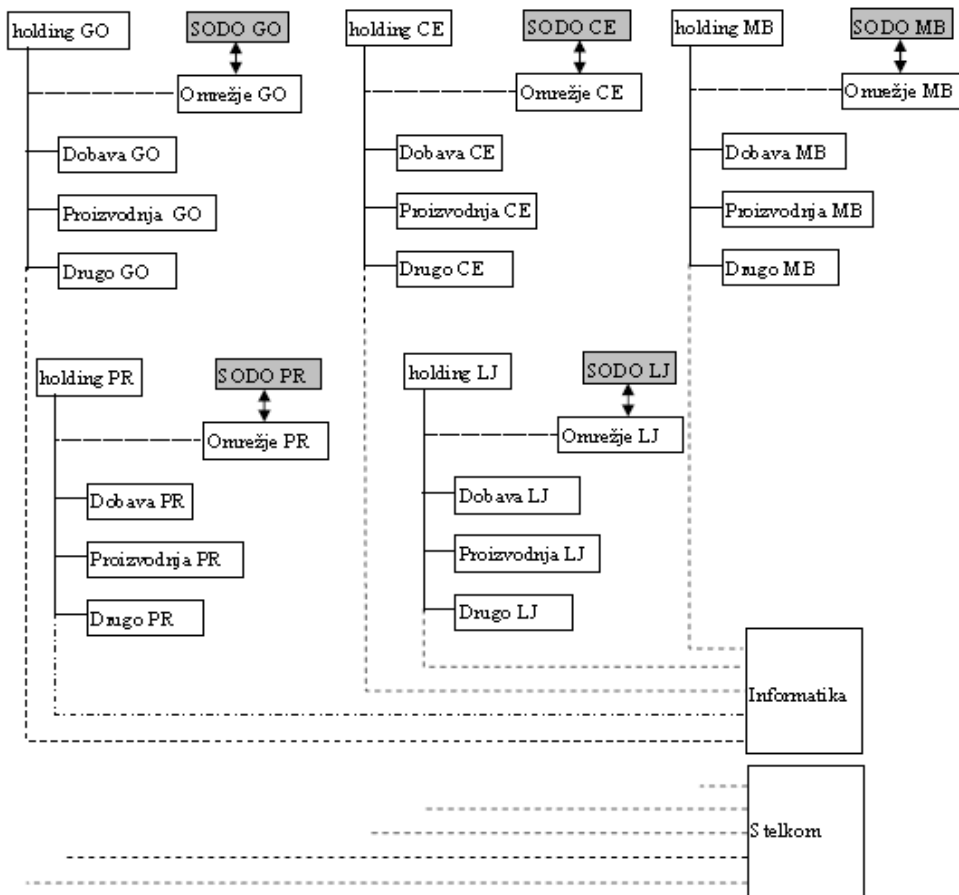 holding GO
SODO GO
Omrežje GO
Dobava GO
Proizvodnja GO
Drugo GO
holding CE
SODO CE
Omrežje CE
Dobava CE
Proizvodnja CE
Drugo CE
holding MB
SODO MB
Omrežje MB
Dobava MB
Proizvodnja MB
Drugo MB
holding PR
SODO PR
Omrežje PR
Dobava PR
Proizvodnja PR
Drugo PR
holding LJ
SODO LJ
Omrežje LJ
Dobava LJ
Proizvodnja LJ
Drugo LJ
Informatika
Stelkom